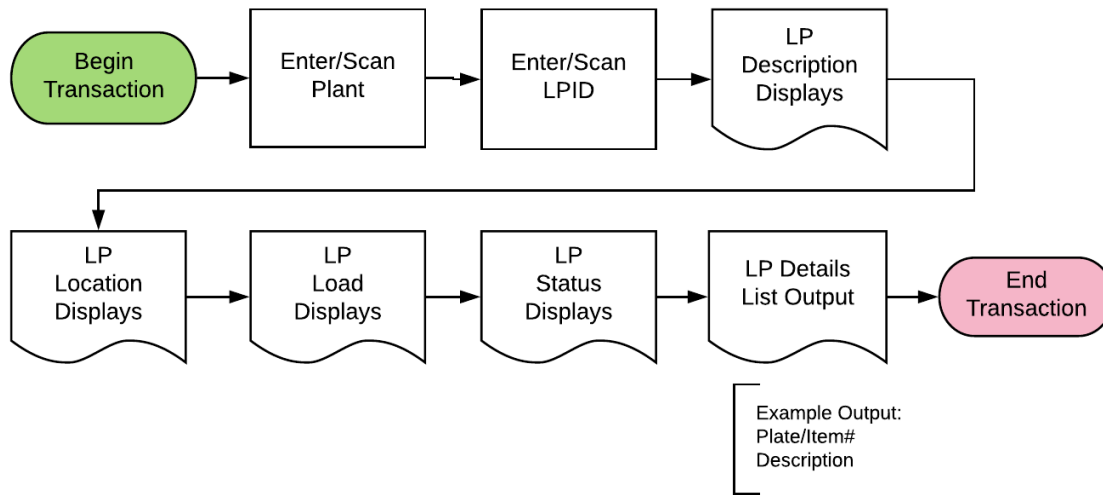 Begin
Transaction
Enter/Scan
Plant
Enter/Scan
LPID
LP
Description
Displays
LP
Location
Displays
LP
Load
Displays
LP
Status
Displays
LP Details
List Output
End
Transaction
Example Output:
Plate/Item#
Description